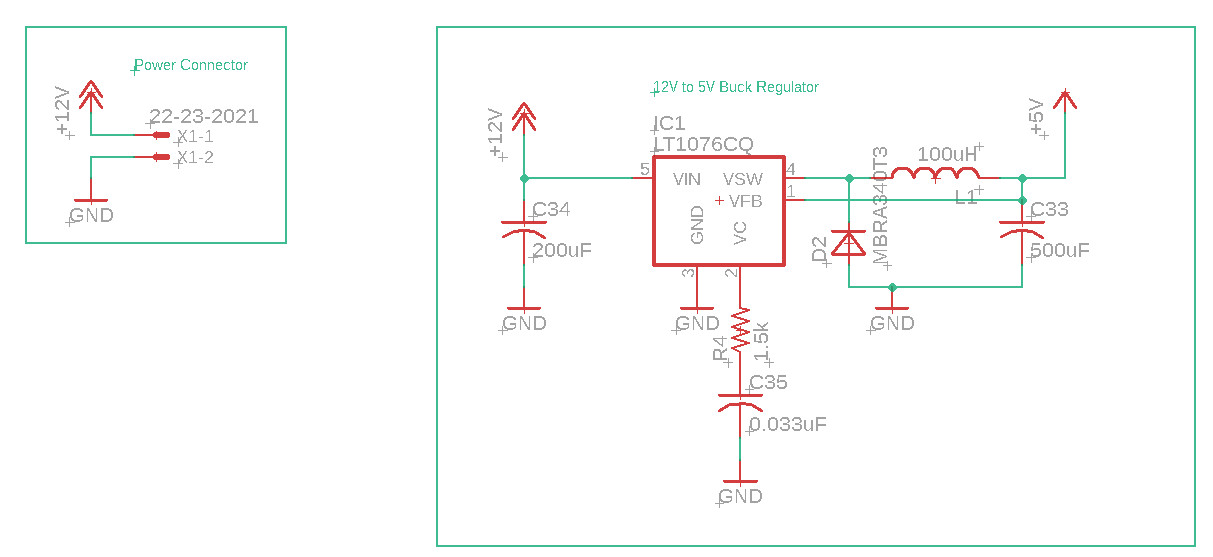 Power Connector
+12V
22-23-2021
X1-1
X1-2
GND
12V to 5V Buck Regulator
+12V
IC1
LT1076CQ
5
VIN
VSW
4
VFB
1
GND
VC
3
2
C34
200uF
GND
GND
R4
1.5k
C35
0.033uF
GND
D2
MBRA340T3
100uH
L1
+5V
C33
500uF
GND